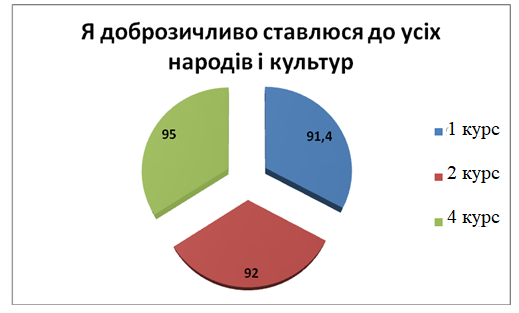 Я доброзичливо ставлюся до усіх
народів і культур
95
91,4
92
1 курс
2 курс
4 курс